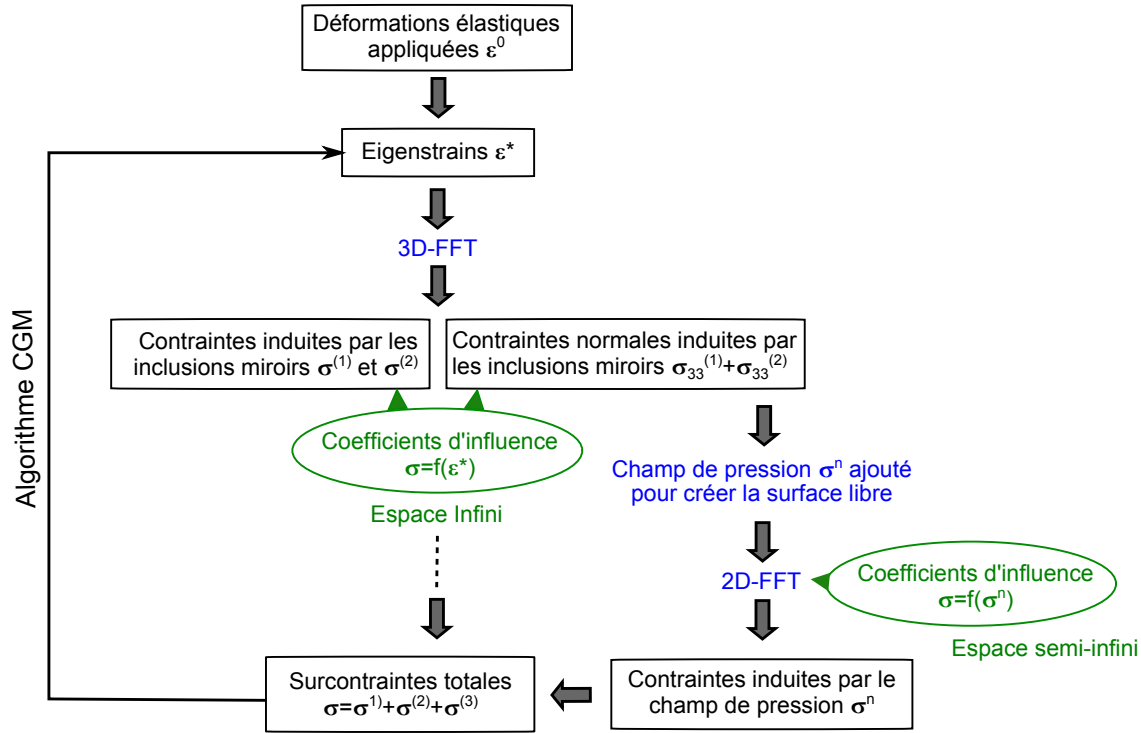 Déformations élastiques
appliquées ε⁰
Eigenstrains ε*
3D-FFT
Contraintes induites par les
inclusions miroirs σ⁽¹⁾ et σ⁽²⁾
Contraintes normales induites par
les inclusions miroirs σ₃₃⁽¹⁾+σ₃₃⁽²⁾
Algorithme CGM
Coefficients d'influence
σ=f(ε*)
Espace Infini
Champ de pression σⁿ ajouté
pour créer la surface libre
2D-FFT
Coefficients d'influence
σ=f(σⁿ)
Espace semi-infini
Surcontraintes totales
σ=σ¹⁾+σ⁽²⁾+σ⁽³⁾
Contraintes induites par le
champ de pression σⁿ